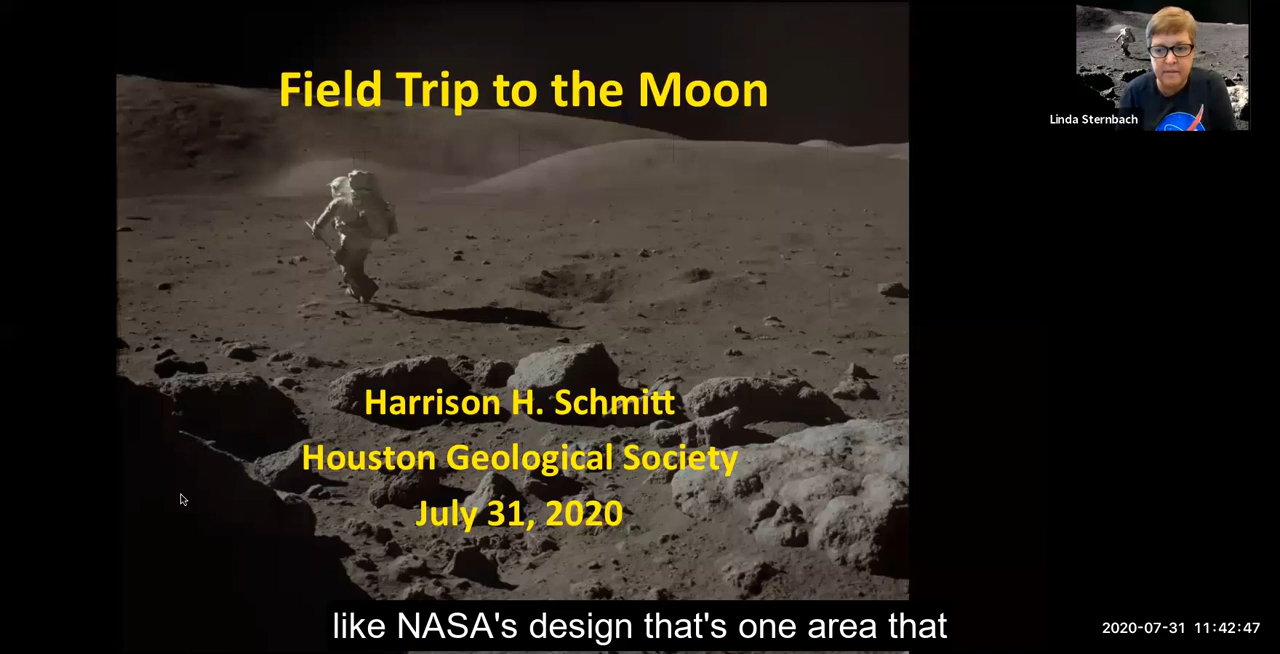 Field Trip to the Moon
Linda Sternbach
Harrison H. Schmitt
Houston Geological Society
July 31, 2020
like NASA's design that's one area that
2020-07-31 11:42:47